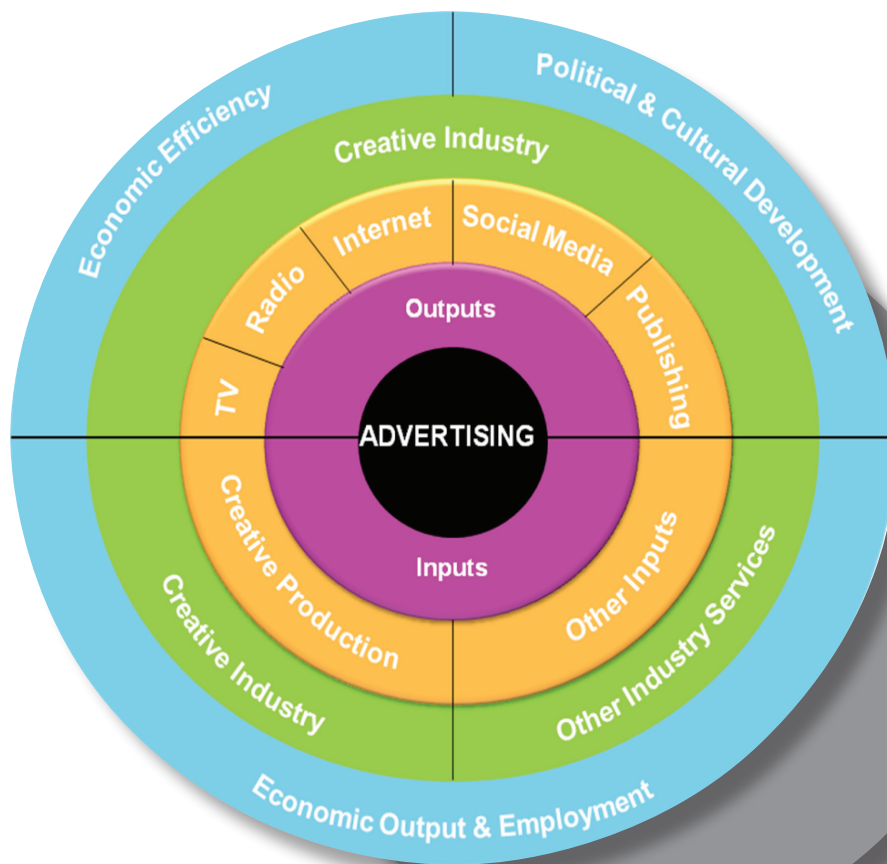 Economic Efficiency
Political & Cultural Development
Creative Industry
TV
Radio
Internet
Social Media
Publishing
Outputs
ADVERTISING
Inputs
Creative Production
Other Inputs
Creative Industry
Other Industry Services
Economic Output & Employment